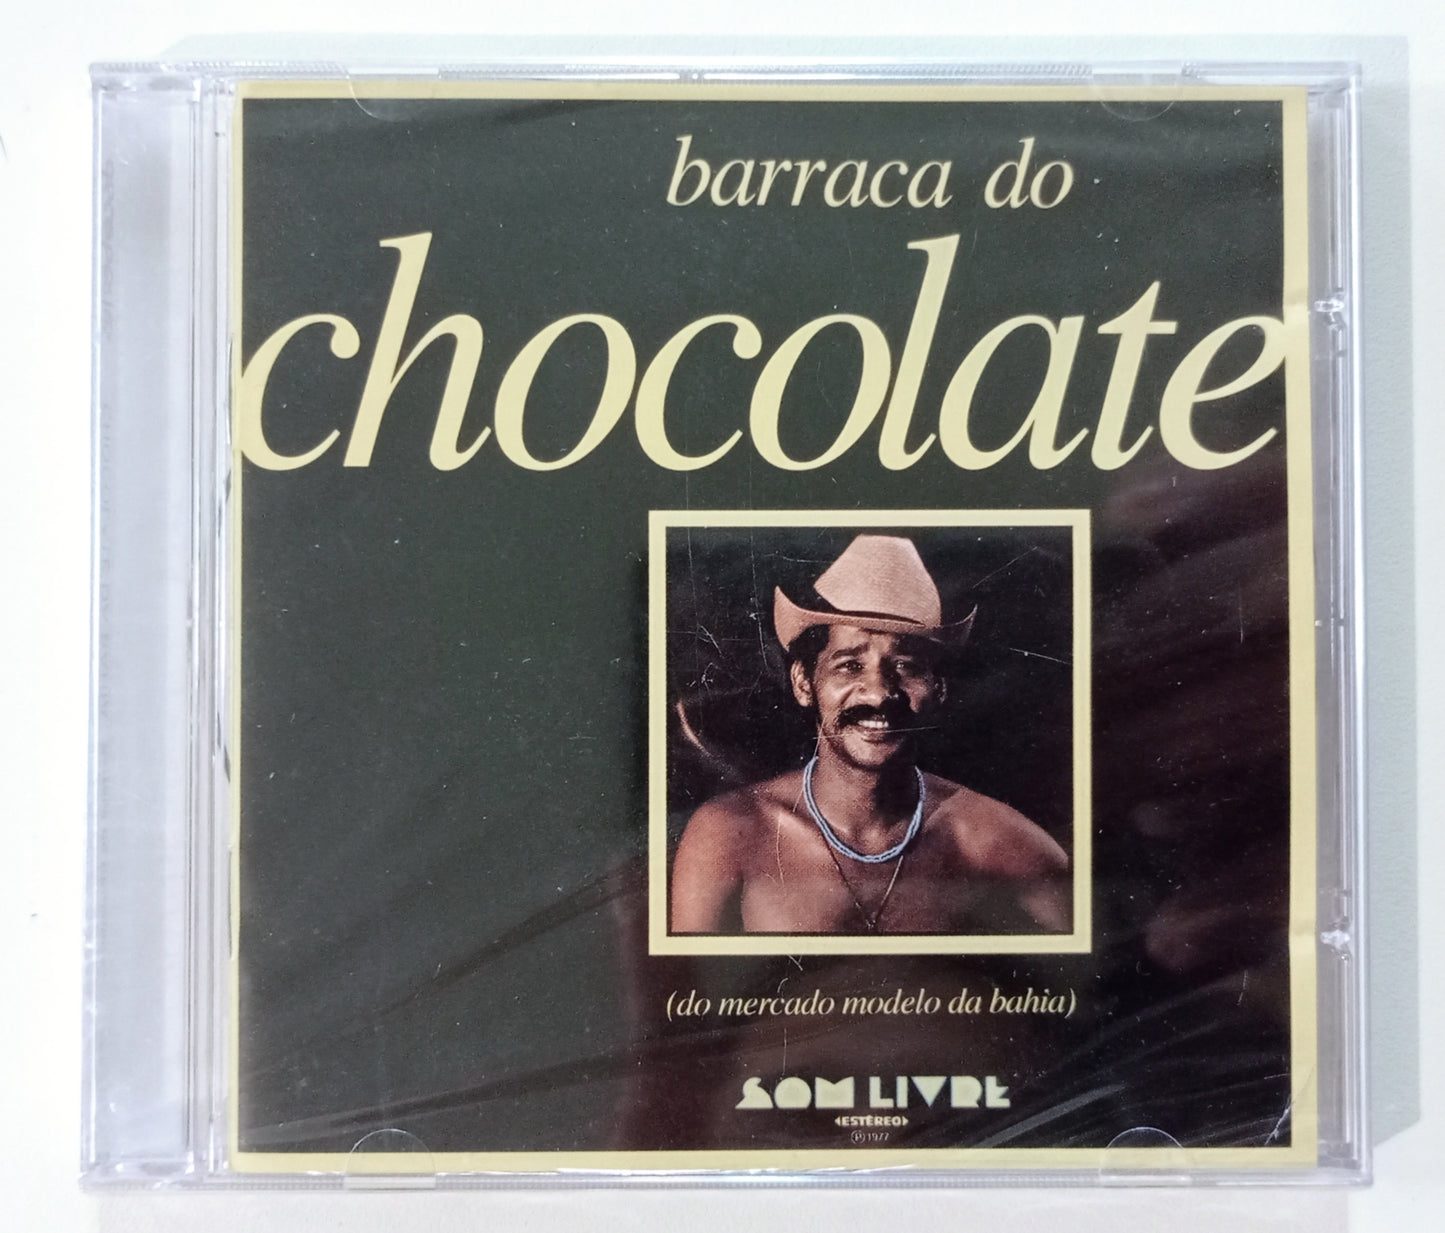 barraca do
chocolate
(do mercado modelo da bahia)
SOM LIVRE
ESTÉREO
℗ 1977